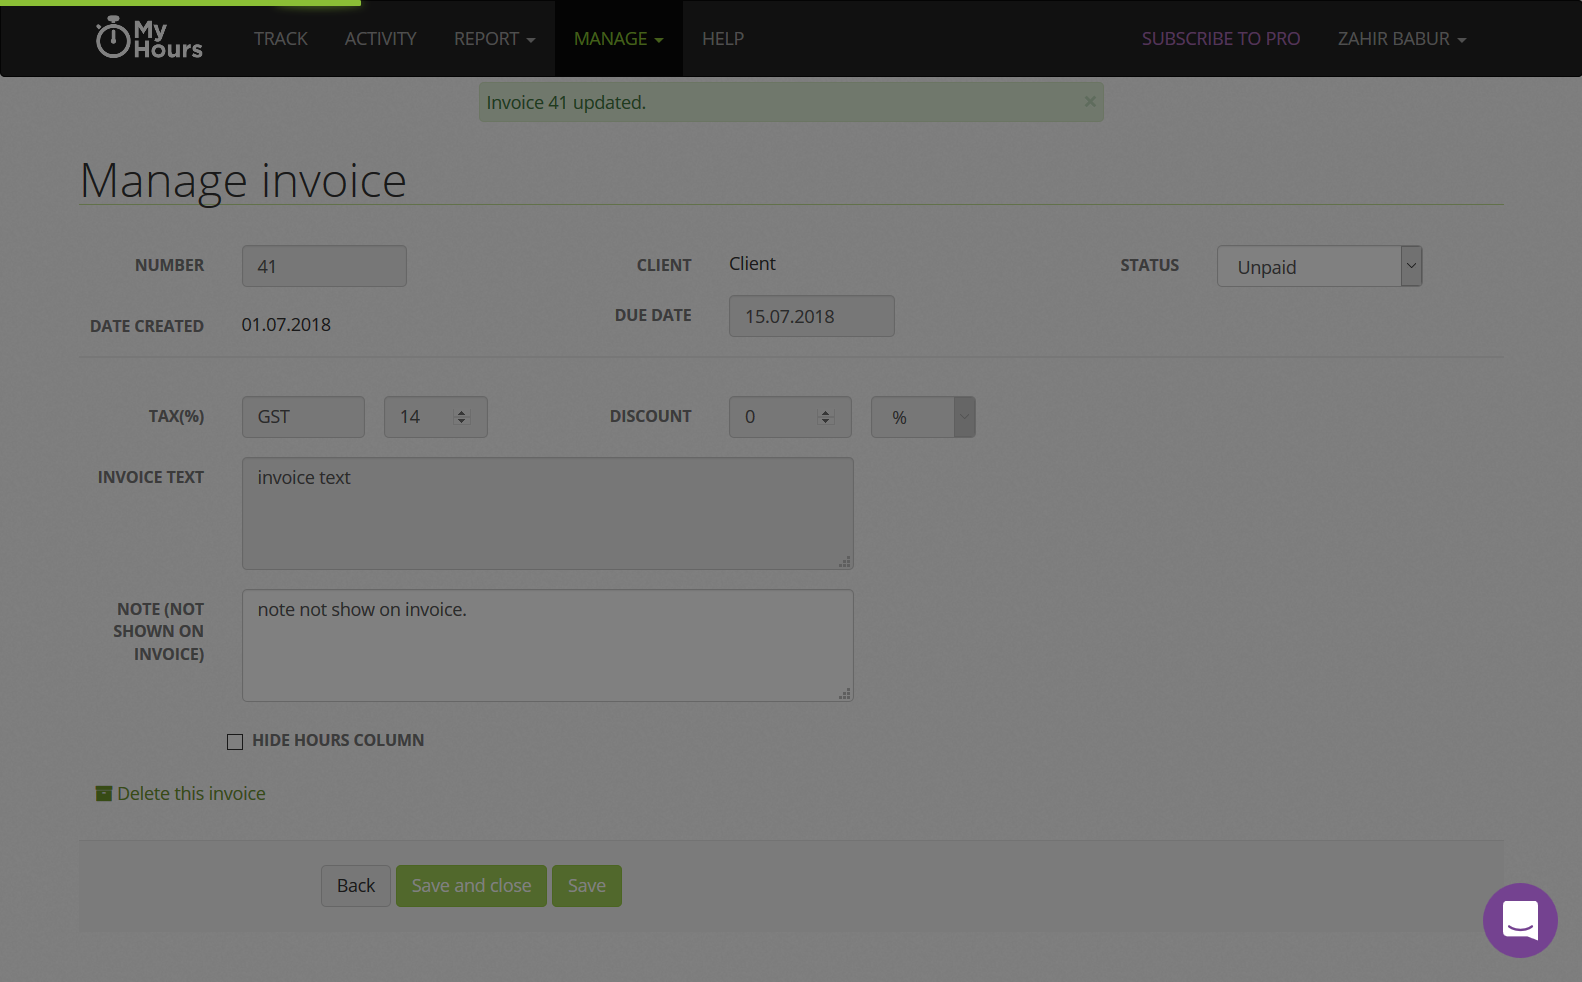 My Hours
TRACK
ACTIVITY
REPORT
MANAGE
HELP
SUBSCRIBE TO PRO
ZAHIR BABUR
Invoice 41 updated.
×
Manage invoice
NUMBER
41
CLIENT
Client
STATUS
Unpaid
DATE CREATED
01.07.2018
DUE DATE
15.07.2018
TAX(%)
GST
14
DISCOUNT
0
%
INVOICE TEXT
invoice text
NOTE (NOT
SHOWN ON
INVOICE)
note not show on invoice.
HIDE HOURS COLUMN
Delete this invoice
Back
Save and close
Save